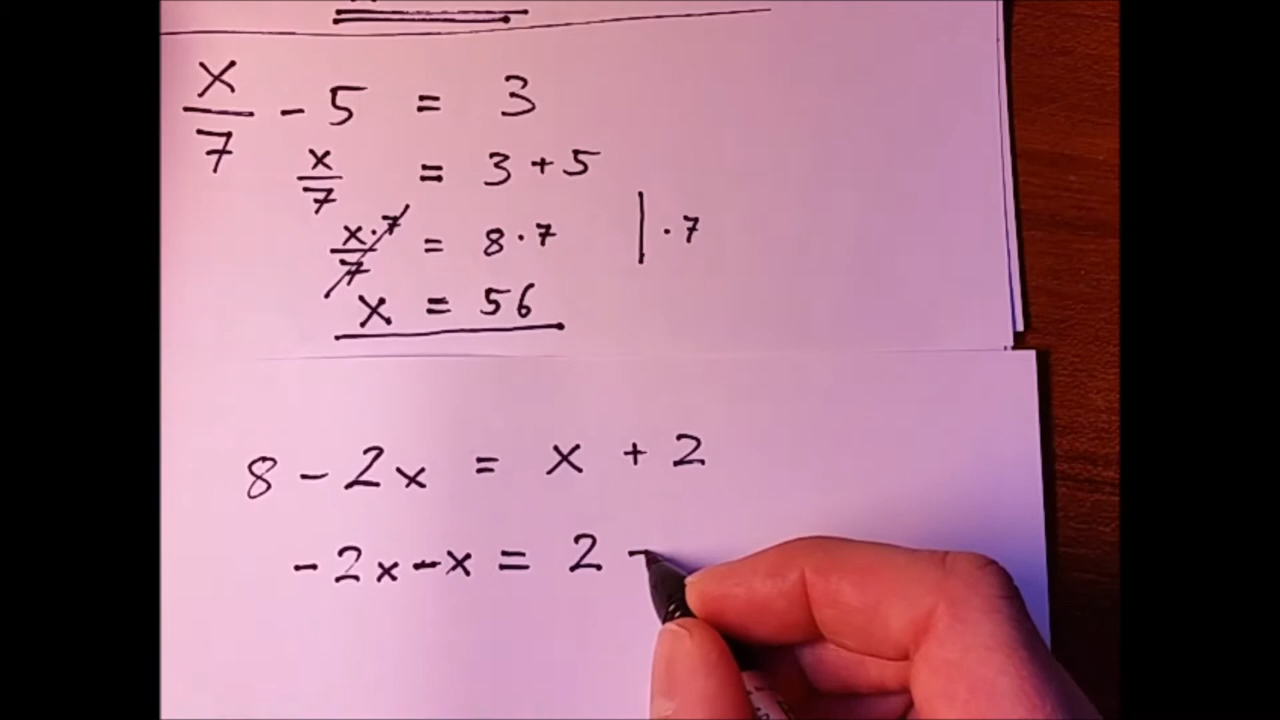 x/7 - 5 = 3
x/7 = 3 + 5
x·7/7 = 8·7 | ·7
x = 56
8 - 2x = x + 2
- 2x - x = 2 -